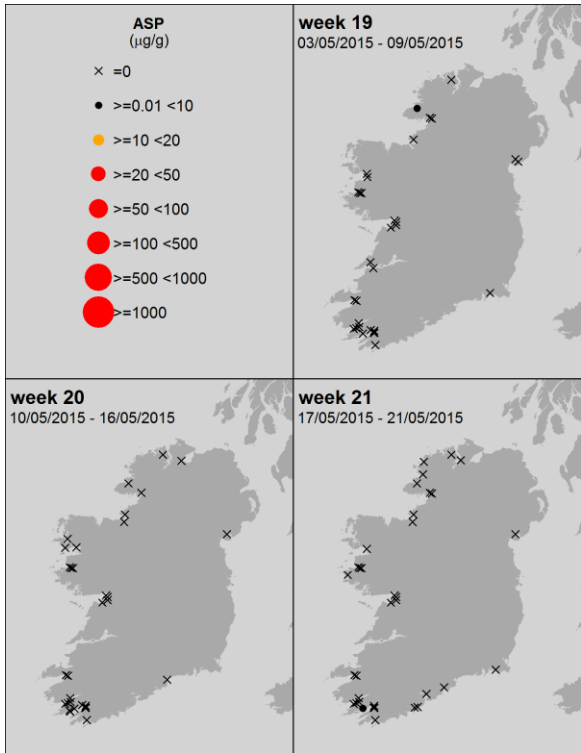 ASP
(µg/g)
=0
>=0.01 <10
>=10 <20
>=20 <50
>=50 <100
>=100 <500
>=500 <1000
>=1000
week 19
03/05/2015 - 09/05/2015
week 20
10/05/2015 - 16/05/2015
week 21
17/05/2015 - 21/05/2015